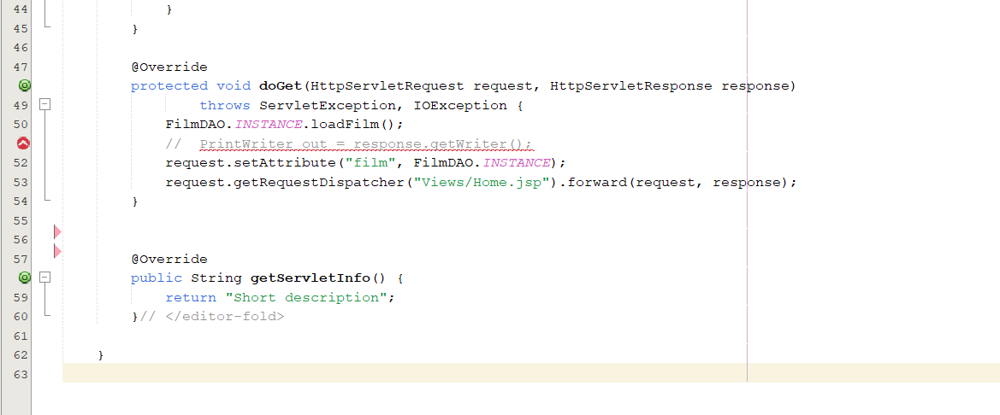 44 }
45 }
46
47 @Override
protected void doGet(HttpServletRequest request, HttpServletResponse response)
49 throws ServletException, IOException {
50 FilmDAO.INSTANCE.loadFilm();
// PrintWriter out = response.getWriter();
52 request.setAttribute("film", FilmDAO.INSTANCE);
53 request.getRequestDispatcher("Views/Home.jsp").forward(request, response);
54 }
55
56
57 @Override
public String getServletInfo() {
59 return "Short description";
60 }// </editor-fold>
61
62 }
63